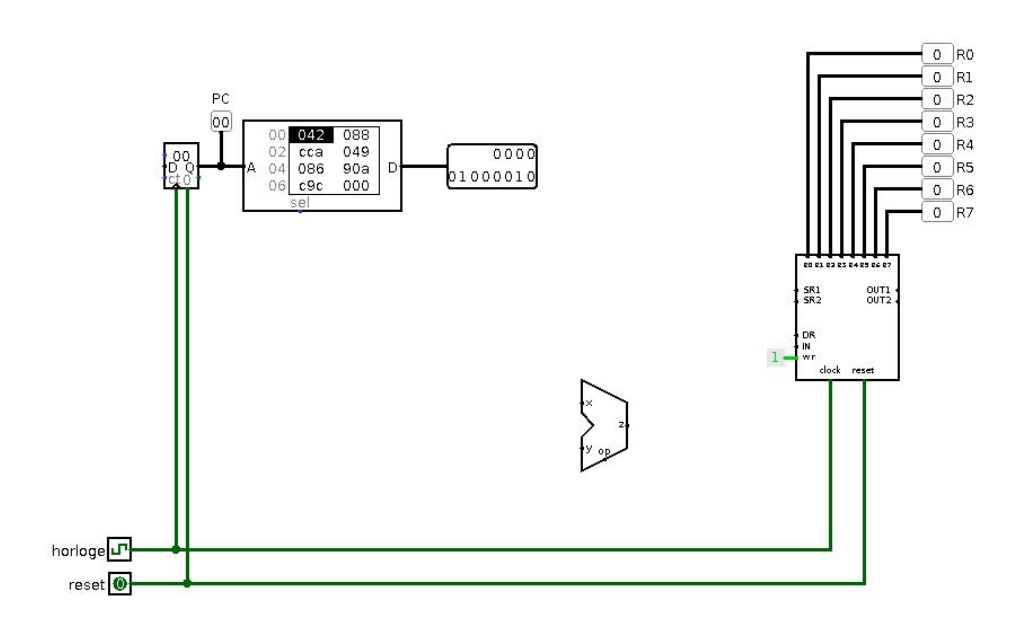 R0
R1
R2
R3
R4
R5
R6
R7
0
0
0
0
0
0
0
0
PC
00
00
D Q
A
00 042 088
02 cca 049
04 086 90a
06 c9c 000
sel
D
0000
01000010
R0 R1 R2 R3 R4 R5 R6 R7
SR1 OUT1
SR2 OUT2
DR
IN
1 wr
clock reset
x
y
z
op
horloge
reset 0